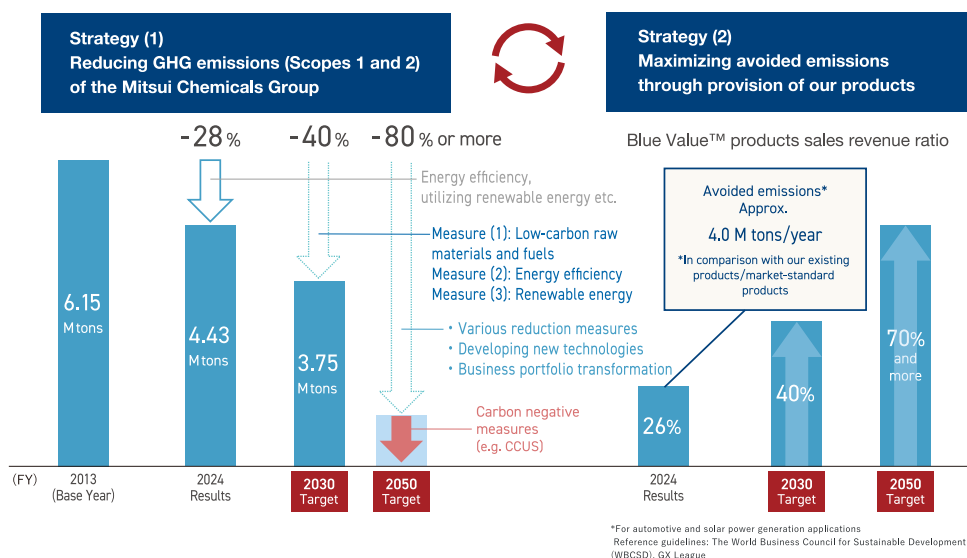 Strategy (1)
Reducing GHG emissions (Scopes 1 and 2)
of the Mitsui Chemicals Group
Strategy (2)
Maximizing avoided emissions
through provision of our products
-28%
-40%
-80% or more
Energy efficiency,
utilizing renewable energy etc.
Measure (1): Low-carbon raw
materials and fuels
Measure (2): Energy efficiency
Measure (3): Renewable energy
・Various reduction measures
・Developing new technologies
・Business portfolio transformation
Carbon negative
measures
(e.g. CCUS)
6.15
M tons
4.43
M tons
3.75
M tons
(FY)
2013
(Base Year)
2024
Results
2030
Target
2050
Target
Blue Value™ products sales revenue ratio
Avoided emissions*
Approx.
4.0 M tons/year
*In comparison with our existing
products/market-standard
products
26%
40%
70%
and
more
2024
Results
2030
Target
2050
Target
*For automotive and solar power generation applications
Reference guidelines: The World Business Council for Sustainable Development
(WBCSD), GX League